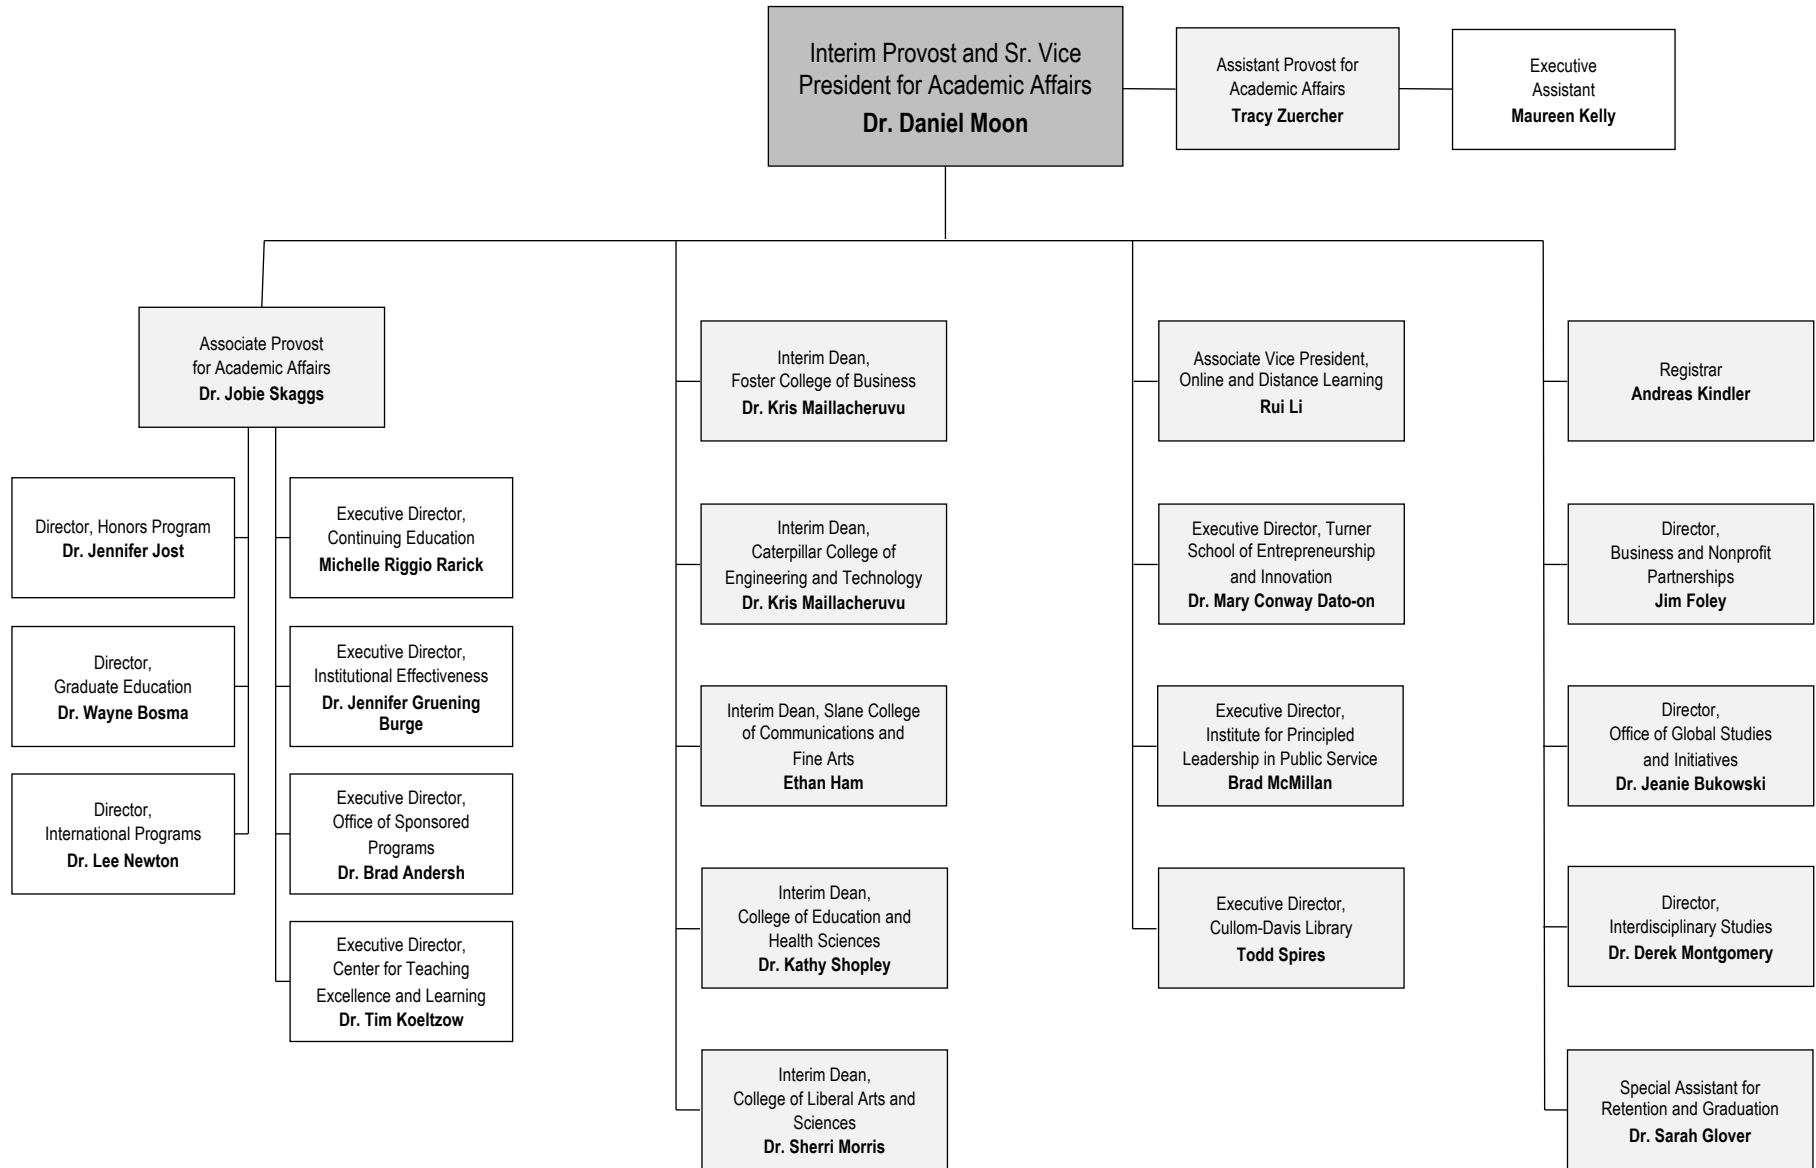 Interim Provost and Sr. Vice
President for Academic Affairs
Dr. Daniel Moon
Assistant Provost for
Academic Affairs
Tracy Zuercher
Executive
Assistant
Maureen Kelly
Associate Provost
for Academic Affairs
Dr. Jobie Skaggs
Director, Honors Program
Dr. Jennifer Jost
Director,
Graduate Education
Dr. Wayne Bosma
Director,
International Programs
Dr. Lee Newton
Executive Director,
Continuing Education
Michelle Riggio Rarick
Executive Director,
Institutional Effectiveness
Dr. Jennifer Gruening
Burge
Executive Director,
Office of Sponsored
Programs
Dr. Brad Andersh
Executive Director,
Center for Teaching
Excellence and Learning
Dr. Tim Koeltzow
Interim Dean,
Foster College of Business
Dr. Kris Maillacheruvu
Interim Dean,
Caterpillar College of
Engineering and Technology
Dr. Kris Maillacheruvu
Interim Dean, Slane College
of Communications and
Fine Arts
Ethan Ham
Interim Dean,
College of Education and
Health Sciences
Dr. Kathy Shopley
Interim Dean,
College of Liberal Arts and
Sciences
Dr. Sherri Morris
Associate Vice President,
Online and Distance Learning
Rui Li
Executive Director, Turner
School of Entrepreneurship
and Innovation
Dr. Mary Conway Dato-on
Executive Director,
Institute for Principled
Leadership in Public Service
Brad McMillan
Executive Director,
Cullom-Davis Library
Todd Spires
Registrar
Andreas Kindler
Director,
Business and Nonprofit
Partnerships
Jim Foley
Director,
Office of Global Studies
and Initiatives
Dr. Jeanie Bukowski
Director,
Interdisciplinary Studies
Dr. Derek Montgomery
Special Assistant for
Retention and Graduation
Dr. Sarah Glover